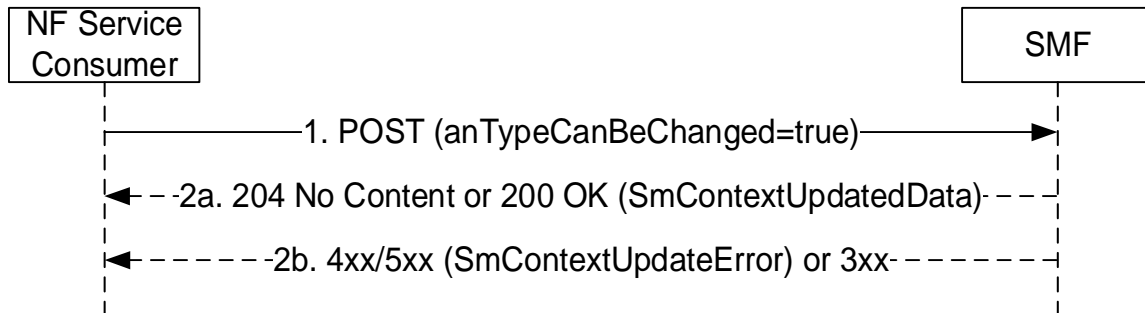 NF Service
Consumer
SMF
1. POST (anTypeCanBeChanged=true)
2a. 204 No Content or 200 OK (SmContextUpdatedData)
2b. 4xx/5xx (SmContextUpdateError) or 3xx